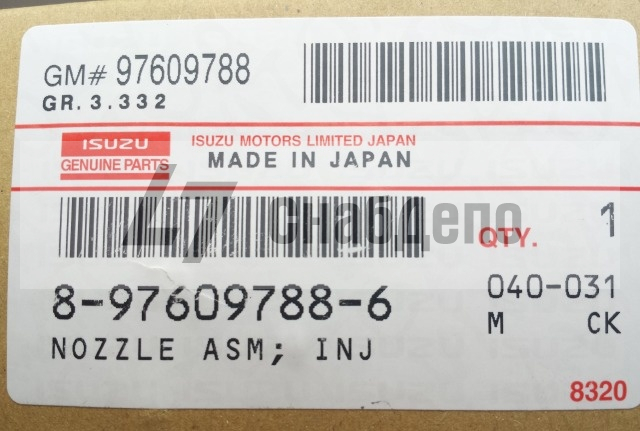 GM# 97609788
GR. 3.332
ISUZU
GENUINE PARTS
ISUZU MOTORS LIMITED JAPAN
MADE IN JAPAN
снабдепо
QTY. 1
8-97609788-6
040-031
NOZZLE ASM; INJ
M CK
8320